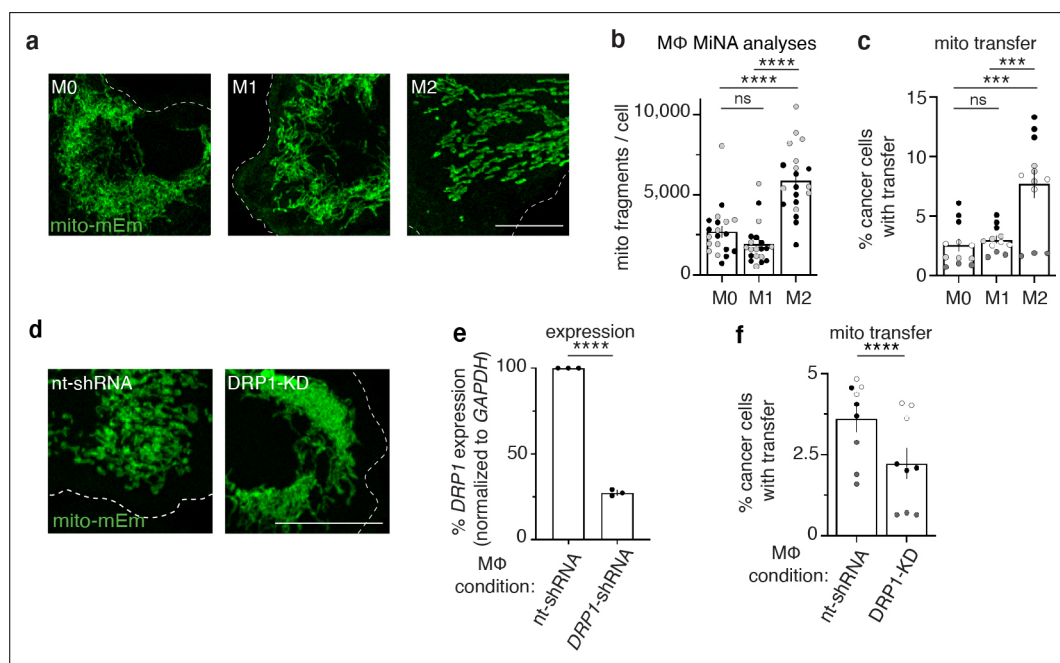 a
M0
mito-mEm
M1
M2
b
MΦ MiNA analyses
****
****
ns
mito fragments / cell
10,000
5,000
0
M0 M1 M2
c
mito transfer
***
***
ns
% cancer cells
with transfer
15
10
5
0
M0 M1 M2
d
nt-shRNA
mito-mEm
DRP1-KD
e
expression
****
% DRP1 expression
(normalized to GAPDH)
100
50
0
MΦ
condition:
nt-shRNA
DRP1-shRNA
f
mito transfer
****
% cancer cells
with transfer
5
2.5
0
MΦ
condition:
nt-shRNA
DRP1-KD